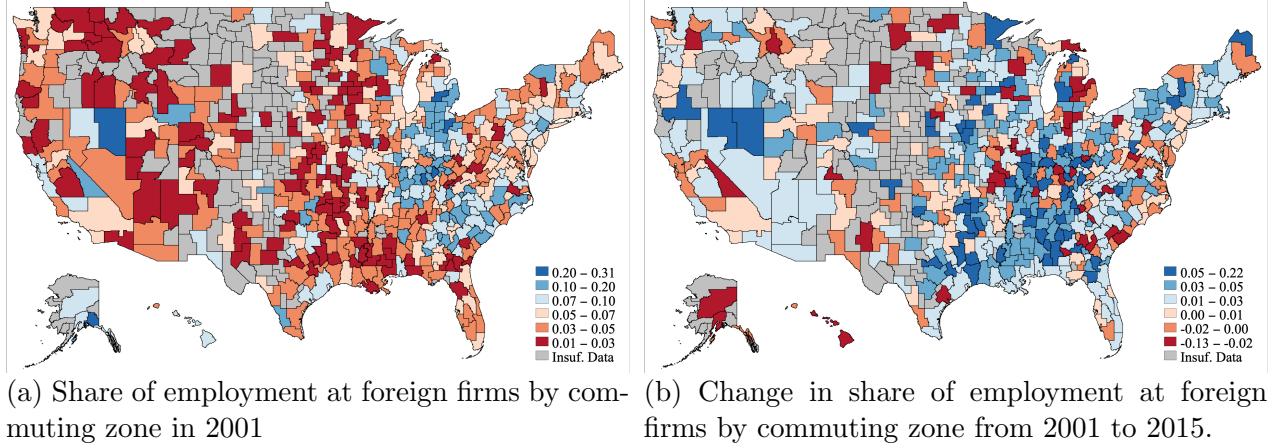 0.20 – 0.31
0.10 – 0.20
0.07 – 0.10
0.05 – 0.07
0.03 – 0.05
0.01 – 0.03
Insuf. Data
0.05 – 0.22
0.03 – 0.05
0.01 – 0.03
0.00 – 0.01
-0.02 – 0.00
-0.13 – -0.02
Insuf. Data
(a) Share of employment at foreign firms by com-
muting zone in 2001
(b) Change in share of employment at foreign
firms by commuting zone from 2001 to 2015.